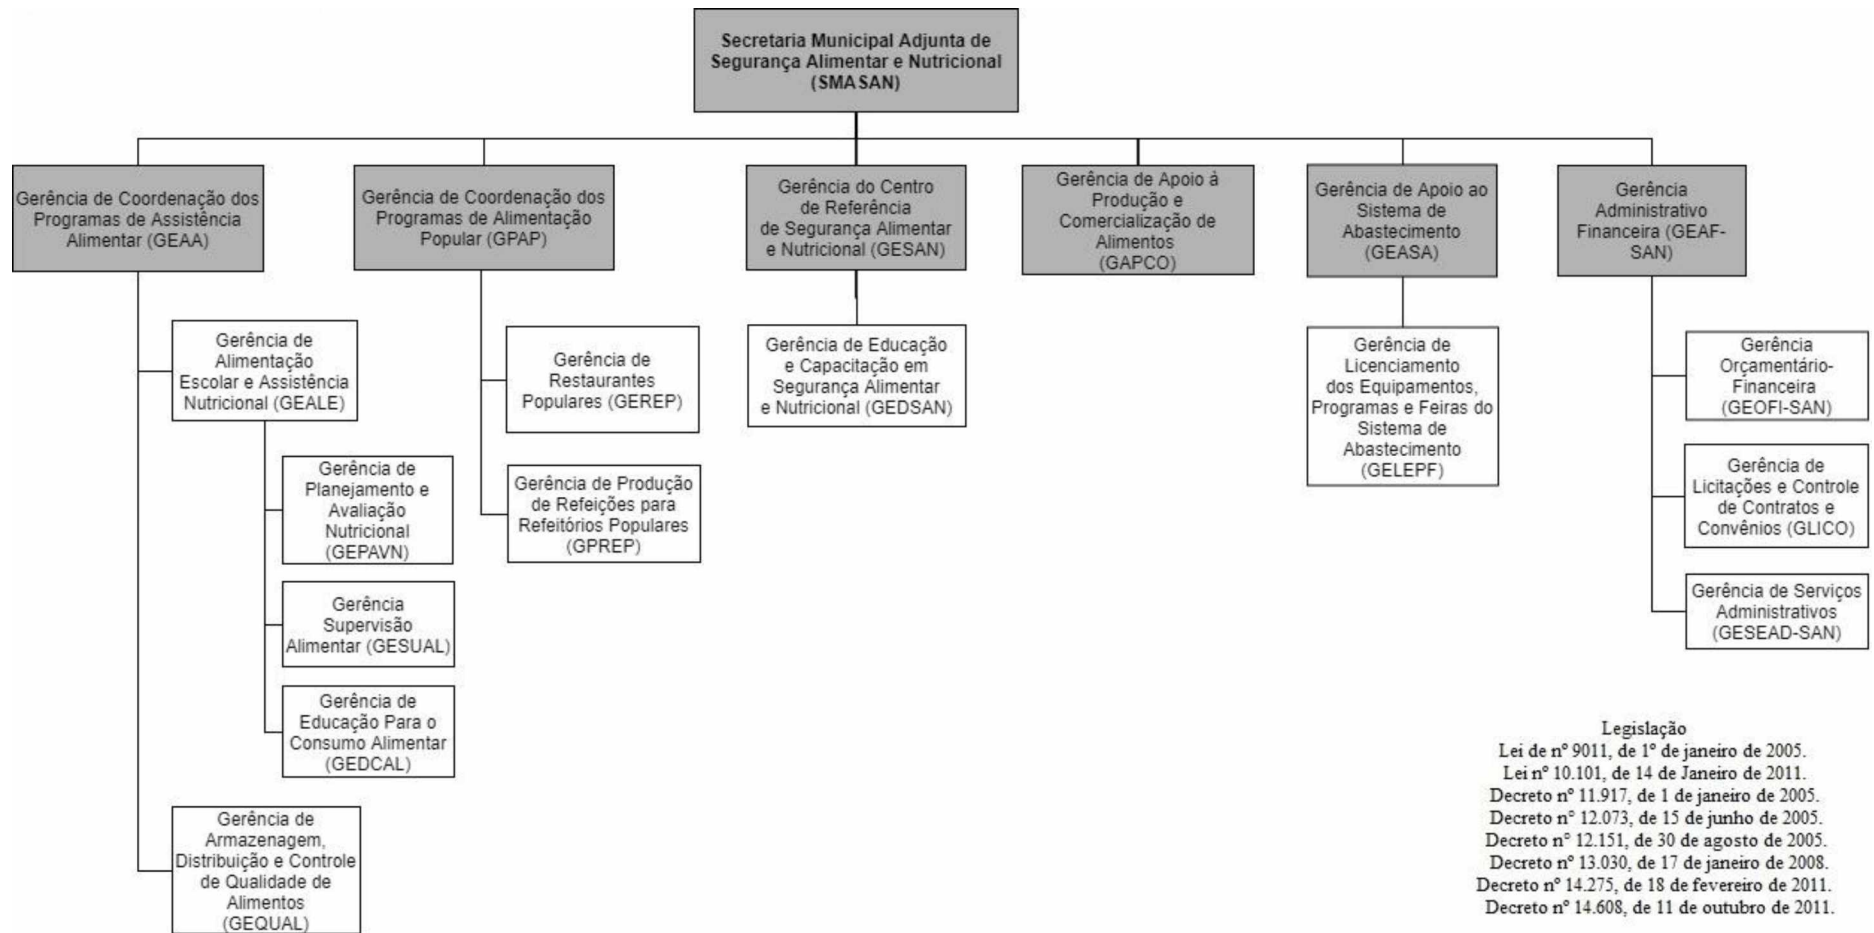 Secretaria Municipal Adjunta de
Segurança Alimentar e Nutricional
(SMASAN)
Gerência de Coordenação dos
Programas de Assistência
Alimentar (GEAA)
Gerência de Coordenação dos
Programas de Alimentação
Popular (GPAP)
Gerência do Centro
de Referência
de Segurança Alimentar
e Nutricional (GESAN)
Gerência de Apoio à
Produção e
Comercialização de
Alimentos
(GAPCO)
Gerência de Apoio ao
Sistema de
Abastecimento
(GEASA)
Gerência
Administrativo
Financeira (GEAF-
SAN)
Gerência de
Alimentação
Escolar e Assistência
Nutricional (GEALE)
Gerência de
Planejamento e
Avaliação
Nutricional
(GEPAVN)
Gerência
Supervisão
Alimentar (GESUAL)
Gerência de
Educação Para o
Consumo Alimentar
(GEDCAL)
Gerência de
Armazenagem,
Distribuição e Controle
de Qualidade de
Alimentos
(GEQUAL)
Gerência de
Restaurantes
Populares (GEREP)
Gerência de Produção
de Refeições para
Refeitórios Populares
(GPREP)
Gerência de Educação
e Capacitação em
Segurança Alimentar
e Nutricional (GEDSAN)
Gerência de
Licenciamento
dos Equipamentos,
Programas e Feiras do
Sistema de
Abastecimento
(GELEPF)
Gerência
Orçamentário-
Financeira
(GEOFI-SAN)
Gerência de
Licitações e Controle
de Contratos e
Convênios (GLICO)
Gerência de Serviços
Administrativos
(GESEAD-SAN)
Legislação
Lei de nº 9011, de 1º de janeiro de 2005.
Lei nº 10.101, de 14 de Janeiro de 2011.
Decreto nº 11.917, de 1 de janeiro de 2005.
Decreto nº 12.073, de 15 de junho de 2005.
Decreto nº 12.151, de 30 de agosto de 2005.
Decreto nº 13.030, de 17 de janeiro de 2008.
Decreto nº 14.275, de 18 de fevereiro de 2011.
Decreto nº 14.608, de 11 de outubro de 2011.